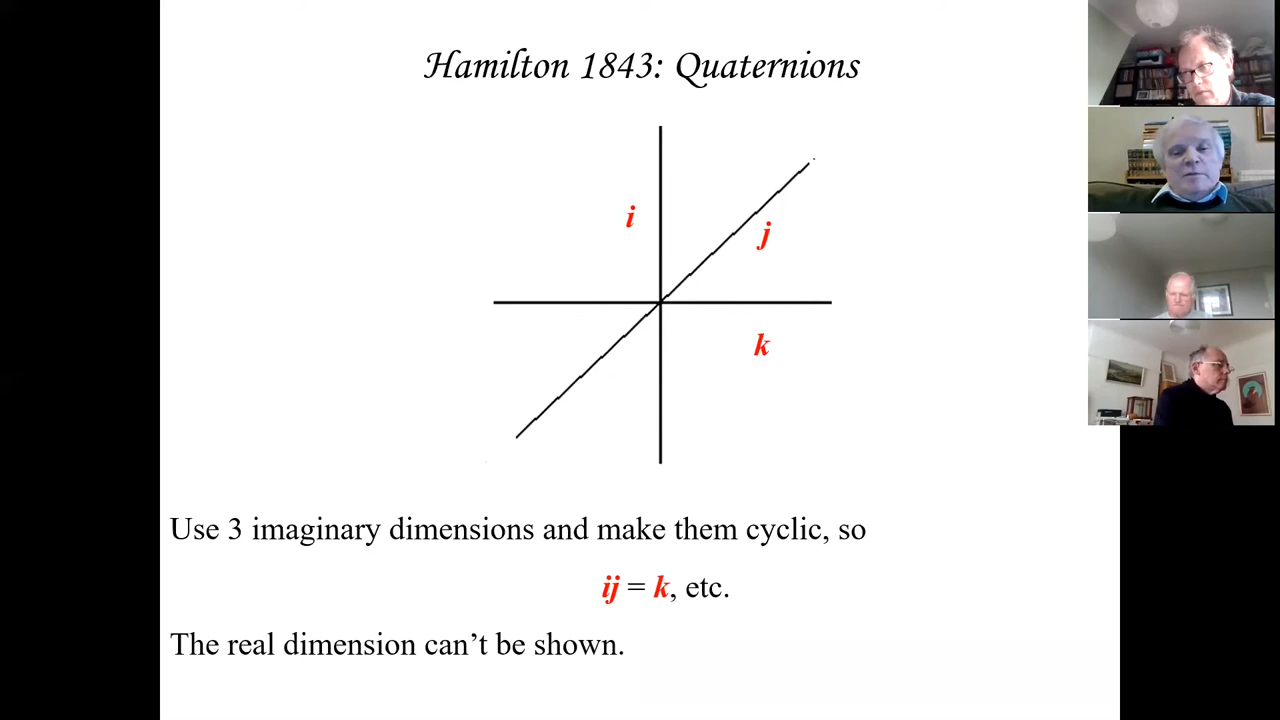 Hamilton 1843: Quaternions
i
j
k
Use 3 imaginary dimensions and make them cyclic, so
ij = k, etc.
The real dimension can’t be shown.